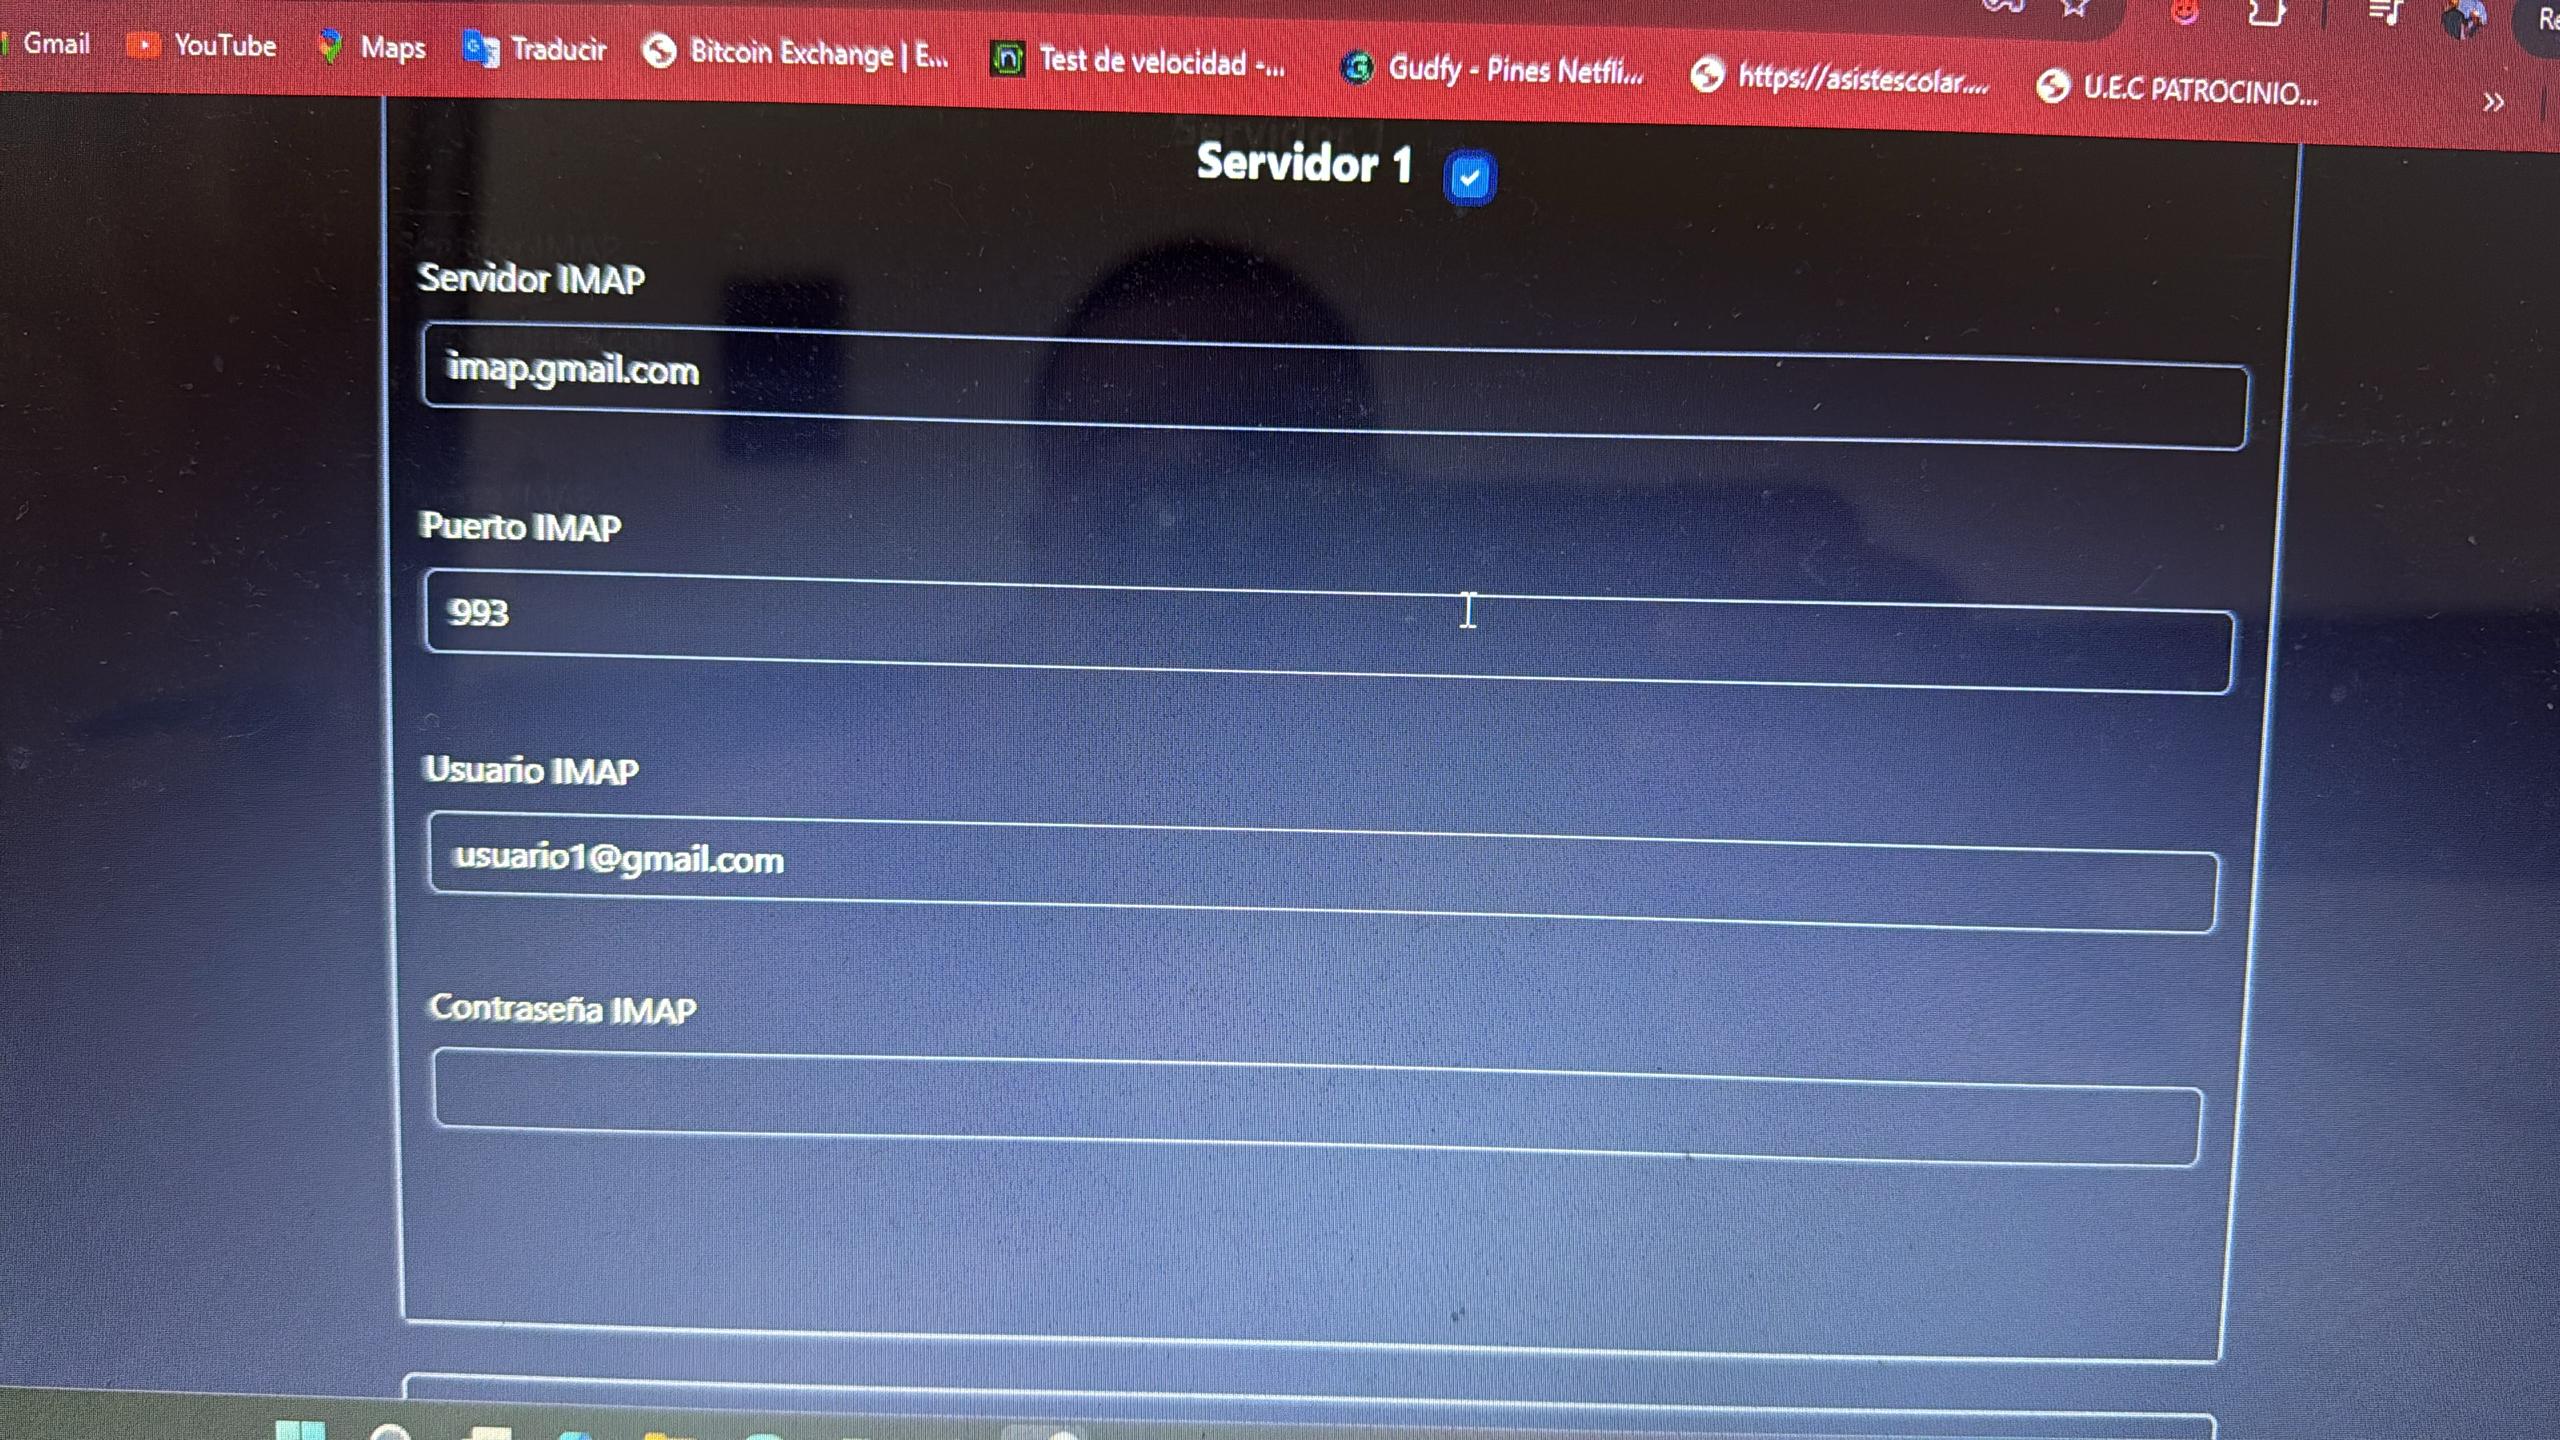 Gmail YouTube Maps Traducir Bitcoin Exchange | E... Test de velocidad -... Gudfy - Pines Netfli... https://asistescolar.... U.E.C PATROCINIO... »
Servidor 1
Servidor IMAP
imap.gmail.com
Puerto IMAP
993
Usuario IMAP
usuario1@gmail.com
Contraseña IMAP